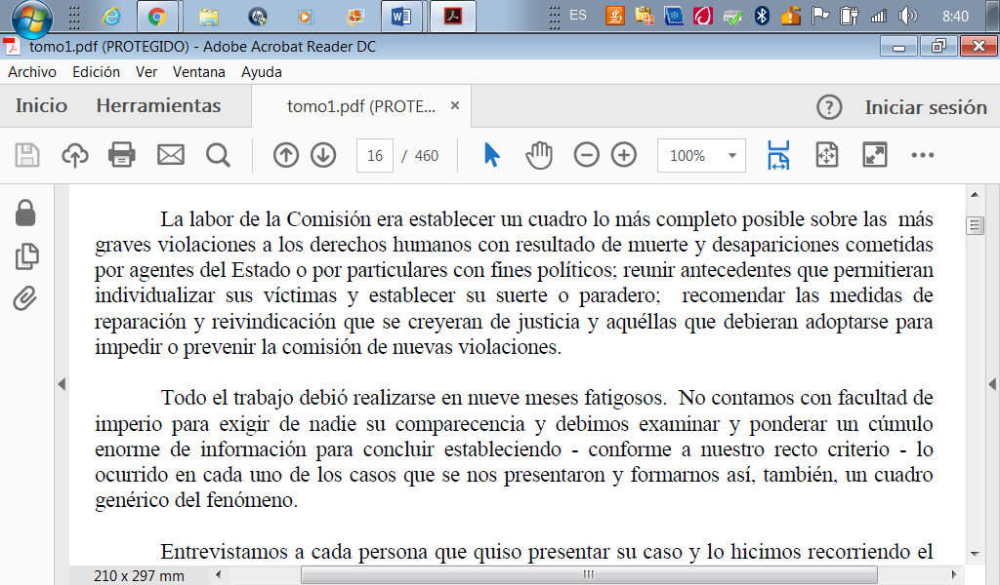 ES
8:40
tomo1.pdf (PROTEGIDO) - Adobe Acrobat Reader DC
Archivo Edición Ver Ventana Ayuda
Inicio Herramientas tomo1.pdf (PROTE... × ? Iniciar sesión
16 / 460 100%
La labor de la Comisión era establecer un cuadro lo más completo posible sobre las más
graves violaciones a los derechos humanos con resultado de muerte y desapariciones cometidas
por agentes del Estado o por particulares con fines políticos; reunir antecedentes que permitieran
individualizar sus víctimas y establecer su suerte o paradero; recomendar las medidas de
reparación y reivindicación que se creyeran de justicia y aquéllas que debieran adoptarse para
impedir o prevenir la comisión de nuevas violaciones.
Todo el trabajo debió realizarse en nueve meses fatigosos. No contamos con facultad de
imperio para exigir de nadie su comparecencia y debimos examinar y ponderar un cúmulo
enorme de información para concluir estableciendo - conforme a nuestro recto criterio - lo
ocurrido en cada uno de los casos que se nos presentaron y formarnos así, también, un cuadro
genérico del fenómeno.
Entrevistamos a cada persona que quiso presentar su caso y lo hicimos recorriendo el
210 x 297 mm